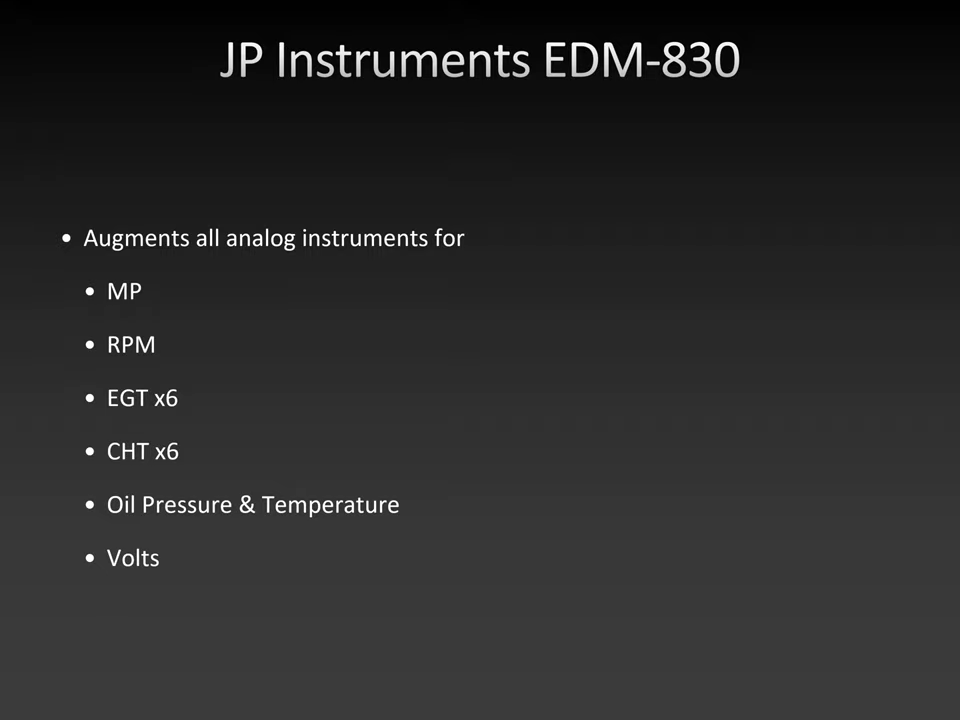 JP Instruments EDM-830
• Augments all analog instruments for
• MP
• RPM
• EGT x6
• CHT x6
• Oil Pressure & Temperature
• Volts